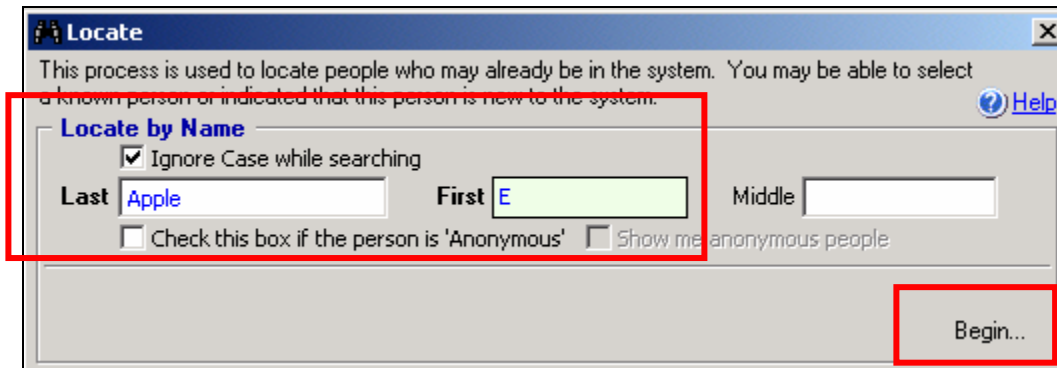 Locate
This process is used to locate people who may already be in the system. You may be able to select
a known person or indicated that this person is new to the system.
Help
Locate by Name
Ignore Case while searching
Last Apple First E Middle
Check this box if the person is 'Anonymous' Show me anonymous people
Begin...